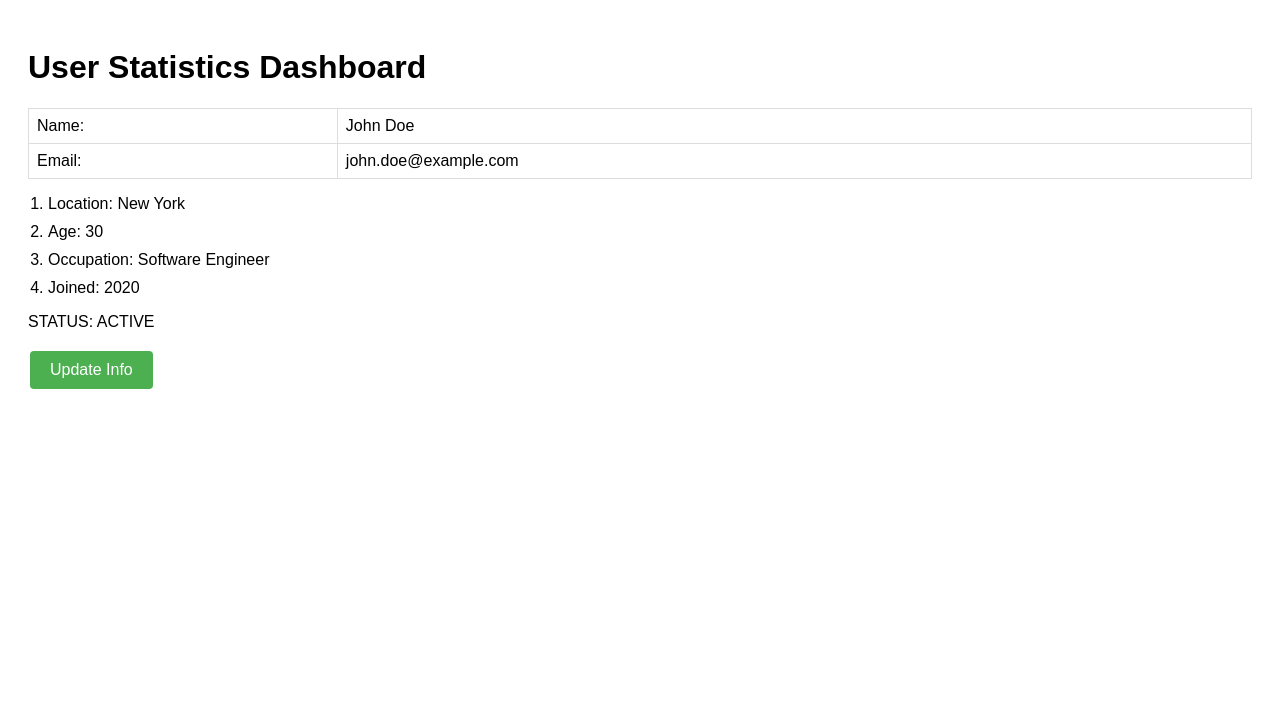 User Statistics Dashboard
Name: John Doe
Email: john.doe@example.com
1. Location: New York
2. Age: 30
3. Occupation: Software Engineer
4. Joined: 2020
STATUS: ACTIVE
Update Info